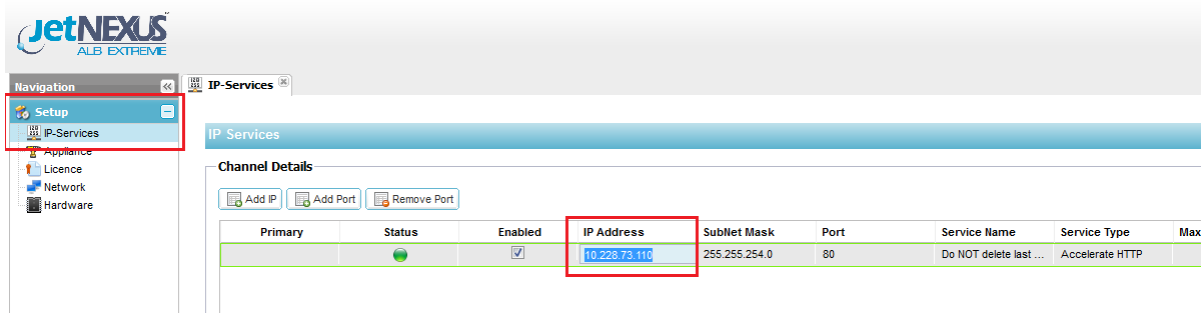 jetNEXUS
ALB EXTREME
Navigation
IP-Services
Setup
IP-Services
Appliance
Licence
Network
Hardware
IP Services
Channel Details
Add IP Add Port Remove Port
Primary Status Enabled IP Address SubNet Mask Port Service Name Service Type Max
10.228.73.110 255.255.254.0 80 Do NOT delete last ... Accelerate HTTP